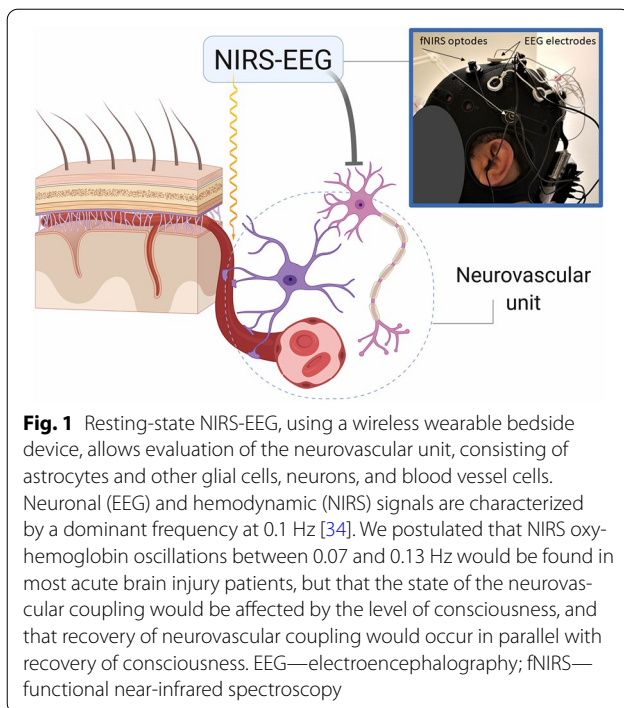 NIRS-EEG
fNIRS optodes
EEG electrodes
Neurovascular
unit
Fig. 1 Resting-state NIRS-EEG, using a wireless wearable bedside
device, allows evaluation of the neurovascular unit, consisting of
astrocytes and other glial cells, neurons, and blood vessel cells.
Neuronal (EEG) and hemodynamic (NIRS) signals are characterized
by a dominant frequency at 0.1 Hz [34]. We postulated that NIRS oxy-
hemoglobin oscillations between 0.07 and 0.13 Hz would be found in
most acute brain injury patients, but that the state of the neurovas-
cular coupling would be affected by the level of consciousness, and
that recovery of neurovascular coupling would occur in parallel with
recovery of consciousness. EEG—electroencephalography; fNIRS—
functional near-infrared spectroscopy